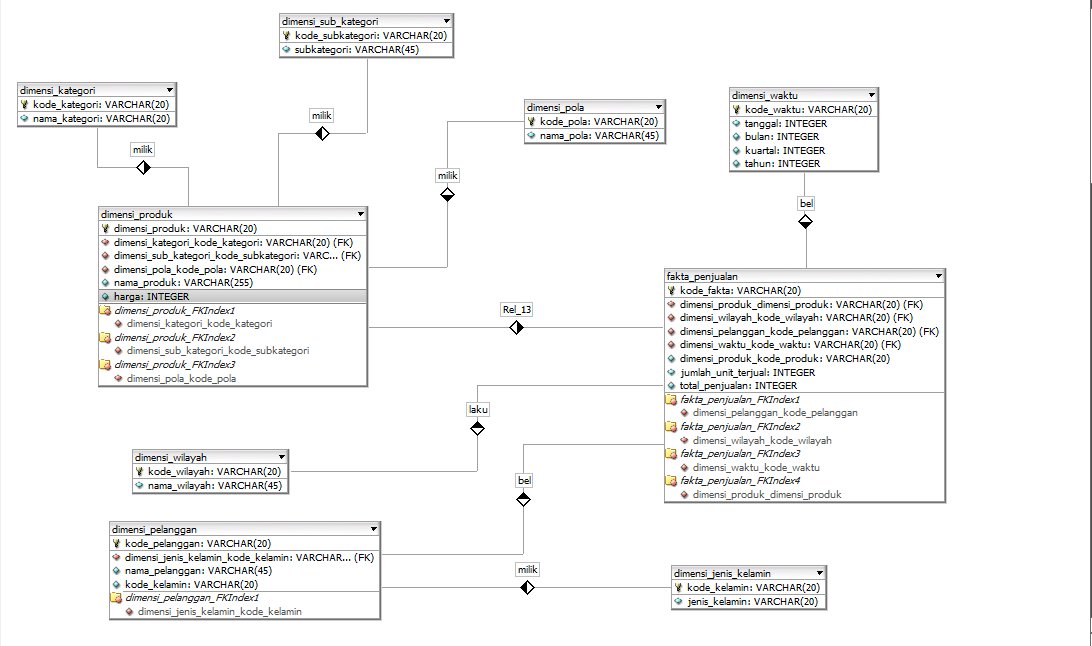 dimensi_sub_kategori
kode_subkategori: VARCHAR(20)
subkategori: VARCHAR(45)
dimensi_kategori
kode_kategori: VARCHAR(20)
nama_kategori: VARCHAR(20)
milik
milik
dimensi_pola
kode_pola: VARCHAR(20)
nama_pola: VARCHAR(45)
milik
dimensi_waktu
kode_waktu: VARCHAR(20)
tanggal: INTEGER
bulan: INTEGER
kuartal: INTEGER
tahun: INTEGER
bel
dimensi_produk
dimensi_produk: VARCHAR(20)
dimensi_kategori_kode_kategori: VARCHAR(20) (FK)
dimensi_sub_kategori_kode_subkategori: VARC... (FK)
dimensi_pola_kode_pola: VARCHAR(20) (FK)
nama_produk: VARCHAR(255)
harga: INTEGER
dimensi_produk_FKIndex1
dimensi_kategori_kode_kategori
dimensi_produk_FKIndex2
dimensi_sub_kategori_kode_subkategori
dimensi_produk_FKIndex3
dimensi_pola_kode_pola
Rel_13
fakta_penjualan
kode_fakta: VARCHAR(20)
dimensi_produk_dimensi_produk: VARCHAR(20) (FK)
dimensi_wilayah_kode_wilayah: VARCHAR(20) (FK)
dimensi_pelanggan_kode_pelanggan: VARCHAR(20) (FK)
dimensi_waktu_kode_waktu: VARCHAR(20) (FK)
dimensi_produk_kode_produk: VARCHAR(20)
jumlah_unit_terjual: INTEGER
total_penjualan: INTEGER
fakta_penjualan_FKIndex1
dimensi_pelanggan_kode_pelanggan
fakta_penjualan_FKIndex2
dimensi_wilayah_kode_wilayah
fakta_penjualan_FKIndex3
dimensi_waktu_kode_waktu
fakta_penjualan_FKIndex4
dimensi_produk_dimensi_produk
laku
dimensi_wilayah
kode_wilayah: VARCHAR(20)
nama_wilayah: VARCHAR(45)
bel
dimensi_pelanggan
kode_pelanggan: VARCHAR(20)
dimensi_jenis_kelamin_kode_kelamin: VARCHAR... (FK)
nama_pelanggan: VARCHAR(45)
kode_kelamin: VARCHAR(20)
dimensi_pelanggan_FKIndex1
dimensi_jenis_kelamin_kode_kelamin
milik
dimensi_jenis_kelamin
kode_kelamin: VARCHAR(20)
jenis_kelamin: VARCHAR(20)